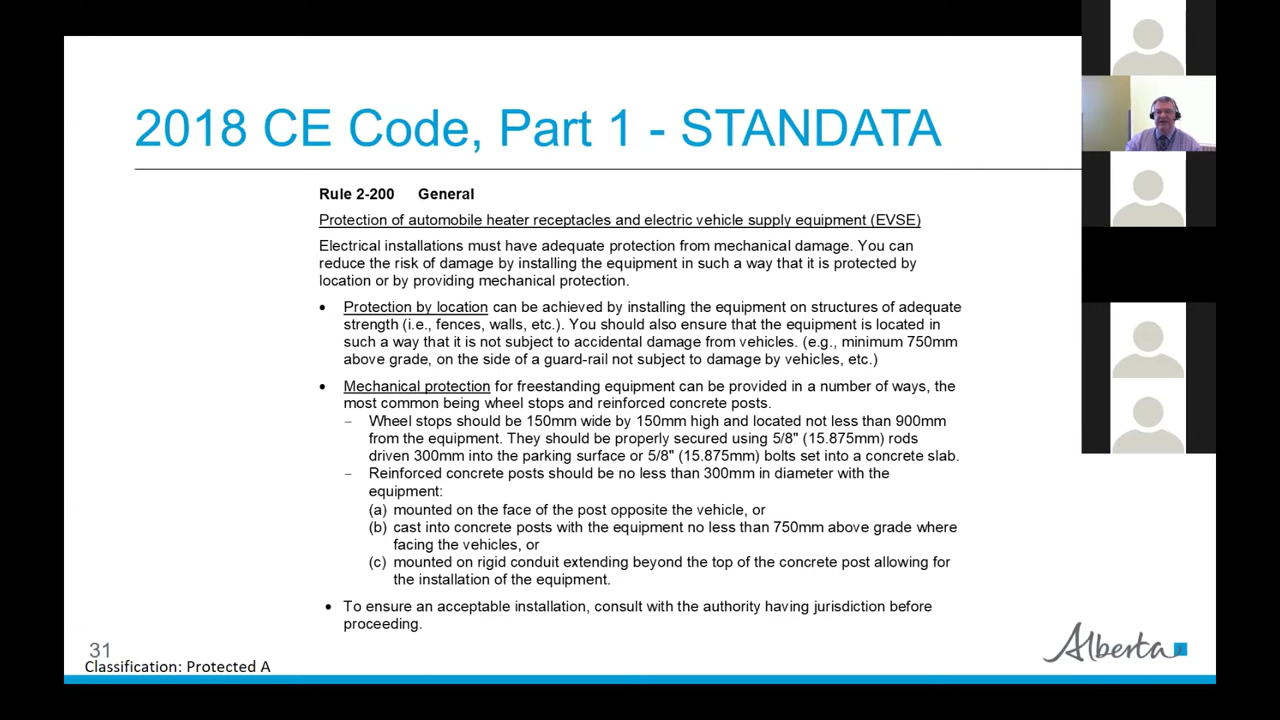 2018 CE Code, Part 1 - STANDATA
Rule 2-200 General
Protection of automobile heater receptacles and electric vehicle supply equipment (EVSE)
Electrical installations must have adequate protection from mechanical damage. You can
reduce the risk of damage by installing the equipment in such a way that it is protected by
location or by providing mechanical protection.
• Protection by location can be achieved by installing the equipment on structures of adequate
strength (i.e., fences, walls, etc.). You should also ensure that the equipment is located in
such a way that it is not subject to accidental damage from vehicles. (e.g., minimum 750mm
above grade, on the side of a guard-rail not subject to damage by vehicles, etc.)
• Mechanical protection for freestanding equipment can be provided in a number of ways, the
most common being wheel stops and reinforced concrete posts.
– Wheel stops should be 150mm wide by 150mm high and located not less than 900mm
from the equipment. They should be properly secured using 5/8" (15.875mm) rods
driven 300mm into the parking surface or 5/8" (15.875mm) bolts set into a concrete slab.
– Reinforced concrete posts should be no less than 300mm in diameter with the
equipment:
(a) mounted on the face of the post opposite the vehicle, or
(b) cast into concrete posts with the equipment no less than 750mm above grade where
facing the vehicles, or
(c) mounted on rigid conduit extending beyond the top of the concrete post allowing for
the installation of the equipment.
• To ensure an acceptable installation, consult with the authority having jurisdiction before
proceeding.
31
Classification: Protected A
Alberta